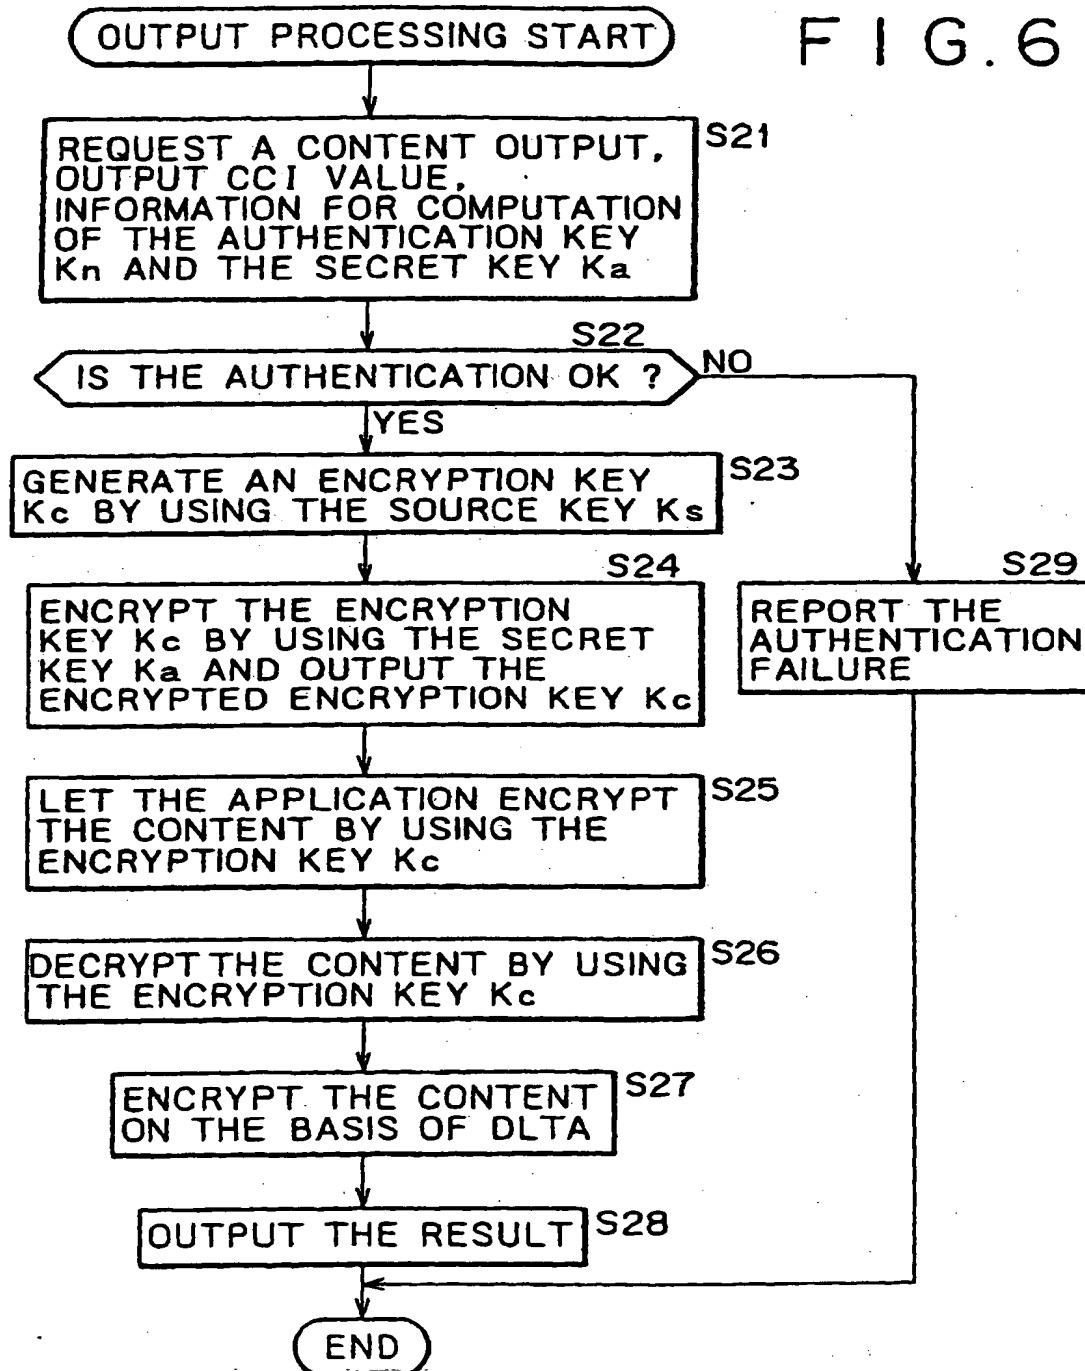 OUTPUT PROCESSING START
FIG.6
REQUEST A CONTENT OUTPUT,
OUTPUT CCI VALUE,
INFORMATION FOR COMPUTATION
OF THE AUTHENTICATION KEY
Kn AND THE SECRET KEY Ka
S21
S22
IS THE AUTHENTICATION OK ?
NO
YES
GENERATE AN ENCRYPTION KEY
Kc BY USING THE SOURCE KEY Ks
S23
S24
ENCRYPT THE ENCRYPTION
KEY Kc BY USING THE SECRET
KEY Ka AND OUTPUT THE
ENCRYPTED ENCRYPTION KEY Kc
S29
REPORT THE
AUTHENTICATION
FAILURE
LET THE APPLICATION ENCRYPT
THE CONTENT BY USING THE
ENCRYPTION KEY Kc
S25
DECRYPT THE CONTENT BY USING
THE ENCRYPTION KEY Kc
S26
ENCRYPT THE CONTENT
ON THE BASIS OF DLTA
S27
OUTPUT THE RESULT
S28
END